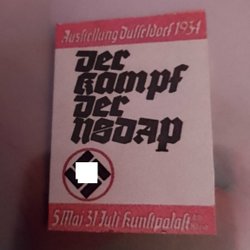 Ausstellung Düsseldorf 1934
der
kampf
der
nsdap
5 Mai 31 Juli Kunstpalast